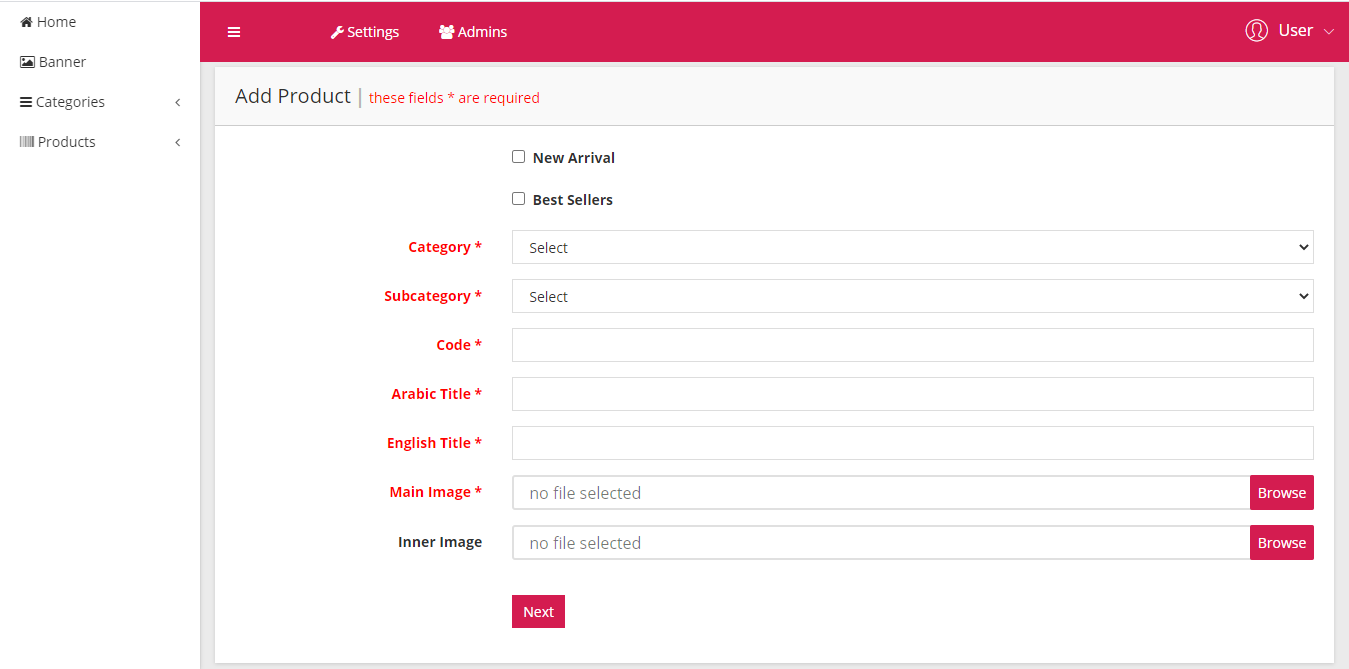 Home
Banner
Categories
Products
Settings Admins User
Add Product | these fields * are required
New Arrival
Best Sellers
Category * Select
Subcategory * Select
Code *
Arabic Title *
English Title *
Main Image * no file selected Browse
Inner Image no file selected Browse
Next